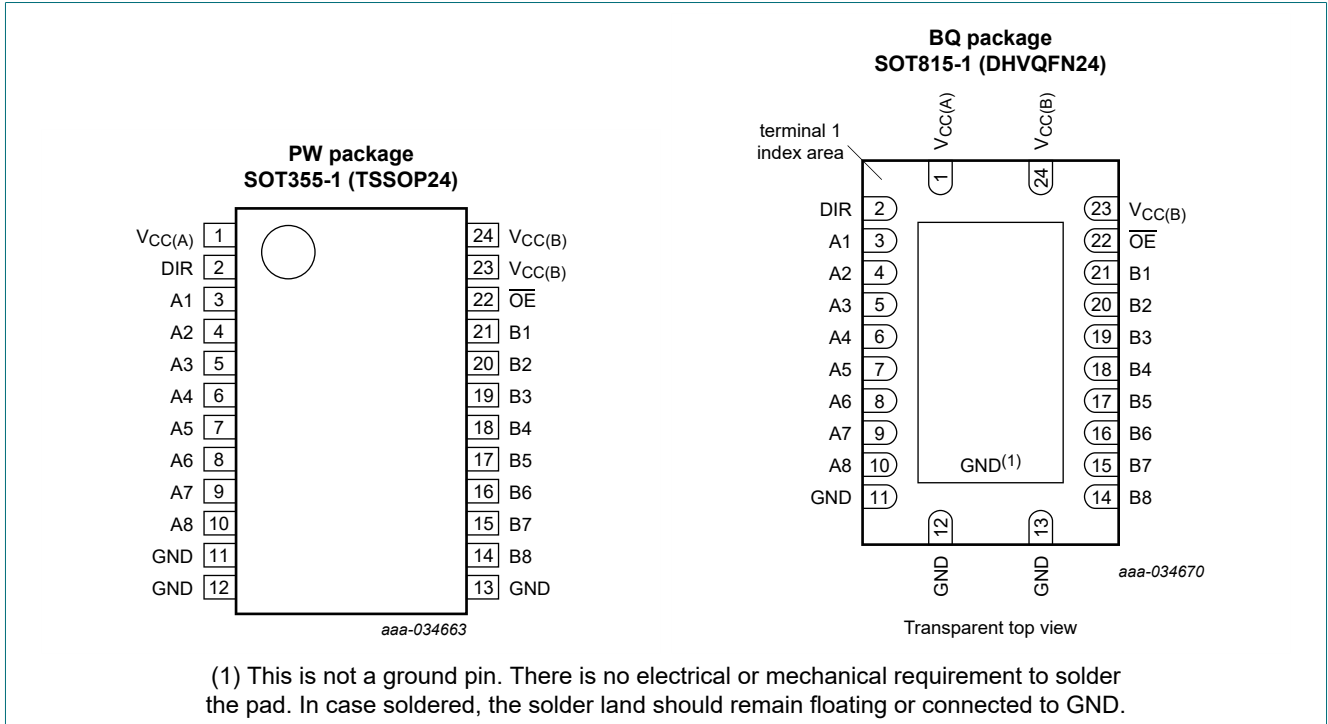 PW package
SOT355-1 (TSSOP24)
VCC(A) 1
DIR 2
A1 3
A2 4
A3 5
A4 6
A5 7
A6 8
A7 9
A8 10
GND 11
GND 12
24 VCC(B)
23 VCC(B)
22 O̅E̅
21 B1
20 B2
19 B3
18 B4
17 B5
16 B6
15 B7
14 B8
13 GND
aaa-034663
BQ package
SOT815-1 (DHVQFN24)
terminal 1
index area
VCC(A)
1
VCC(B)
24
DIR 2
A1 3
A2 4
A3 5
A4 6
A5 7
A6 8
A7 9
A8 10
GND 11
23 VCC(B)
22 O̅E̅
21 B1
20 B2
19 B3
18 B4
17 B5
16 B6
15 B7
14 B8
GND(1)
12
GND
13
GND
aaa-034670
Transparent top view
(1) This is not a ground pin. There is no electrical or mechanical requirement to solder
the pad. In case soldered, the solder land should remain floating or connected to GND.